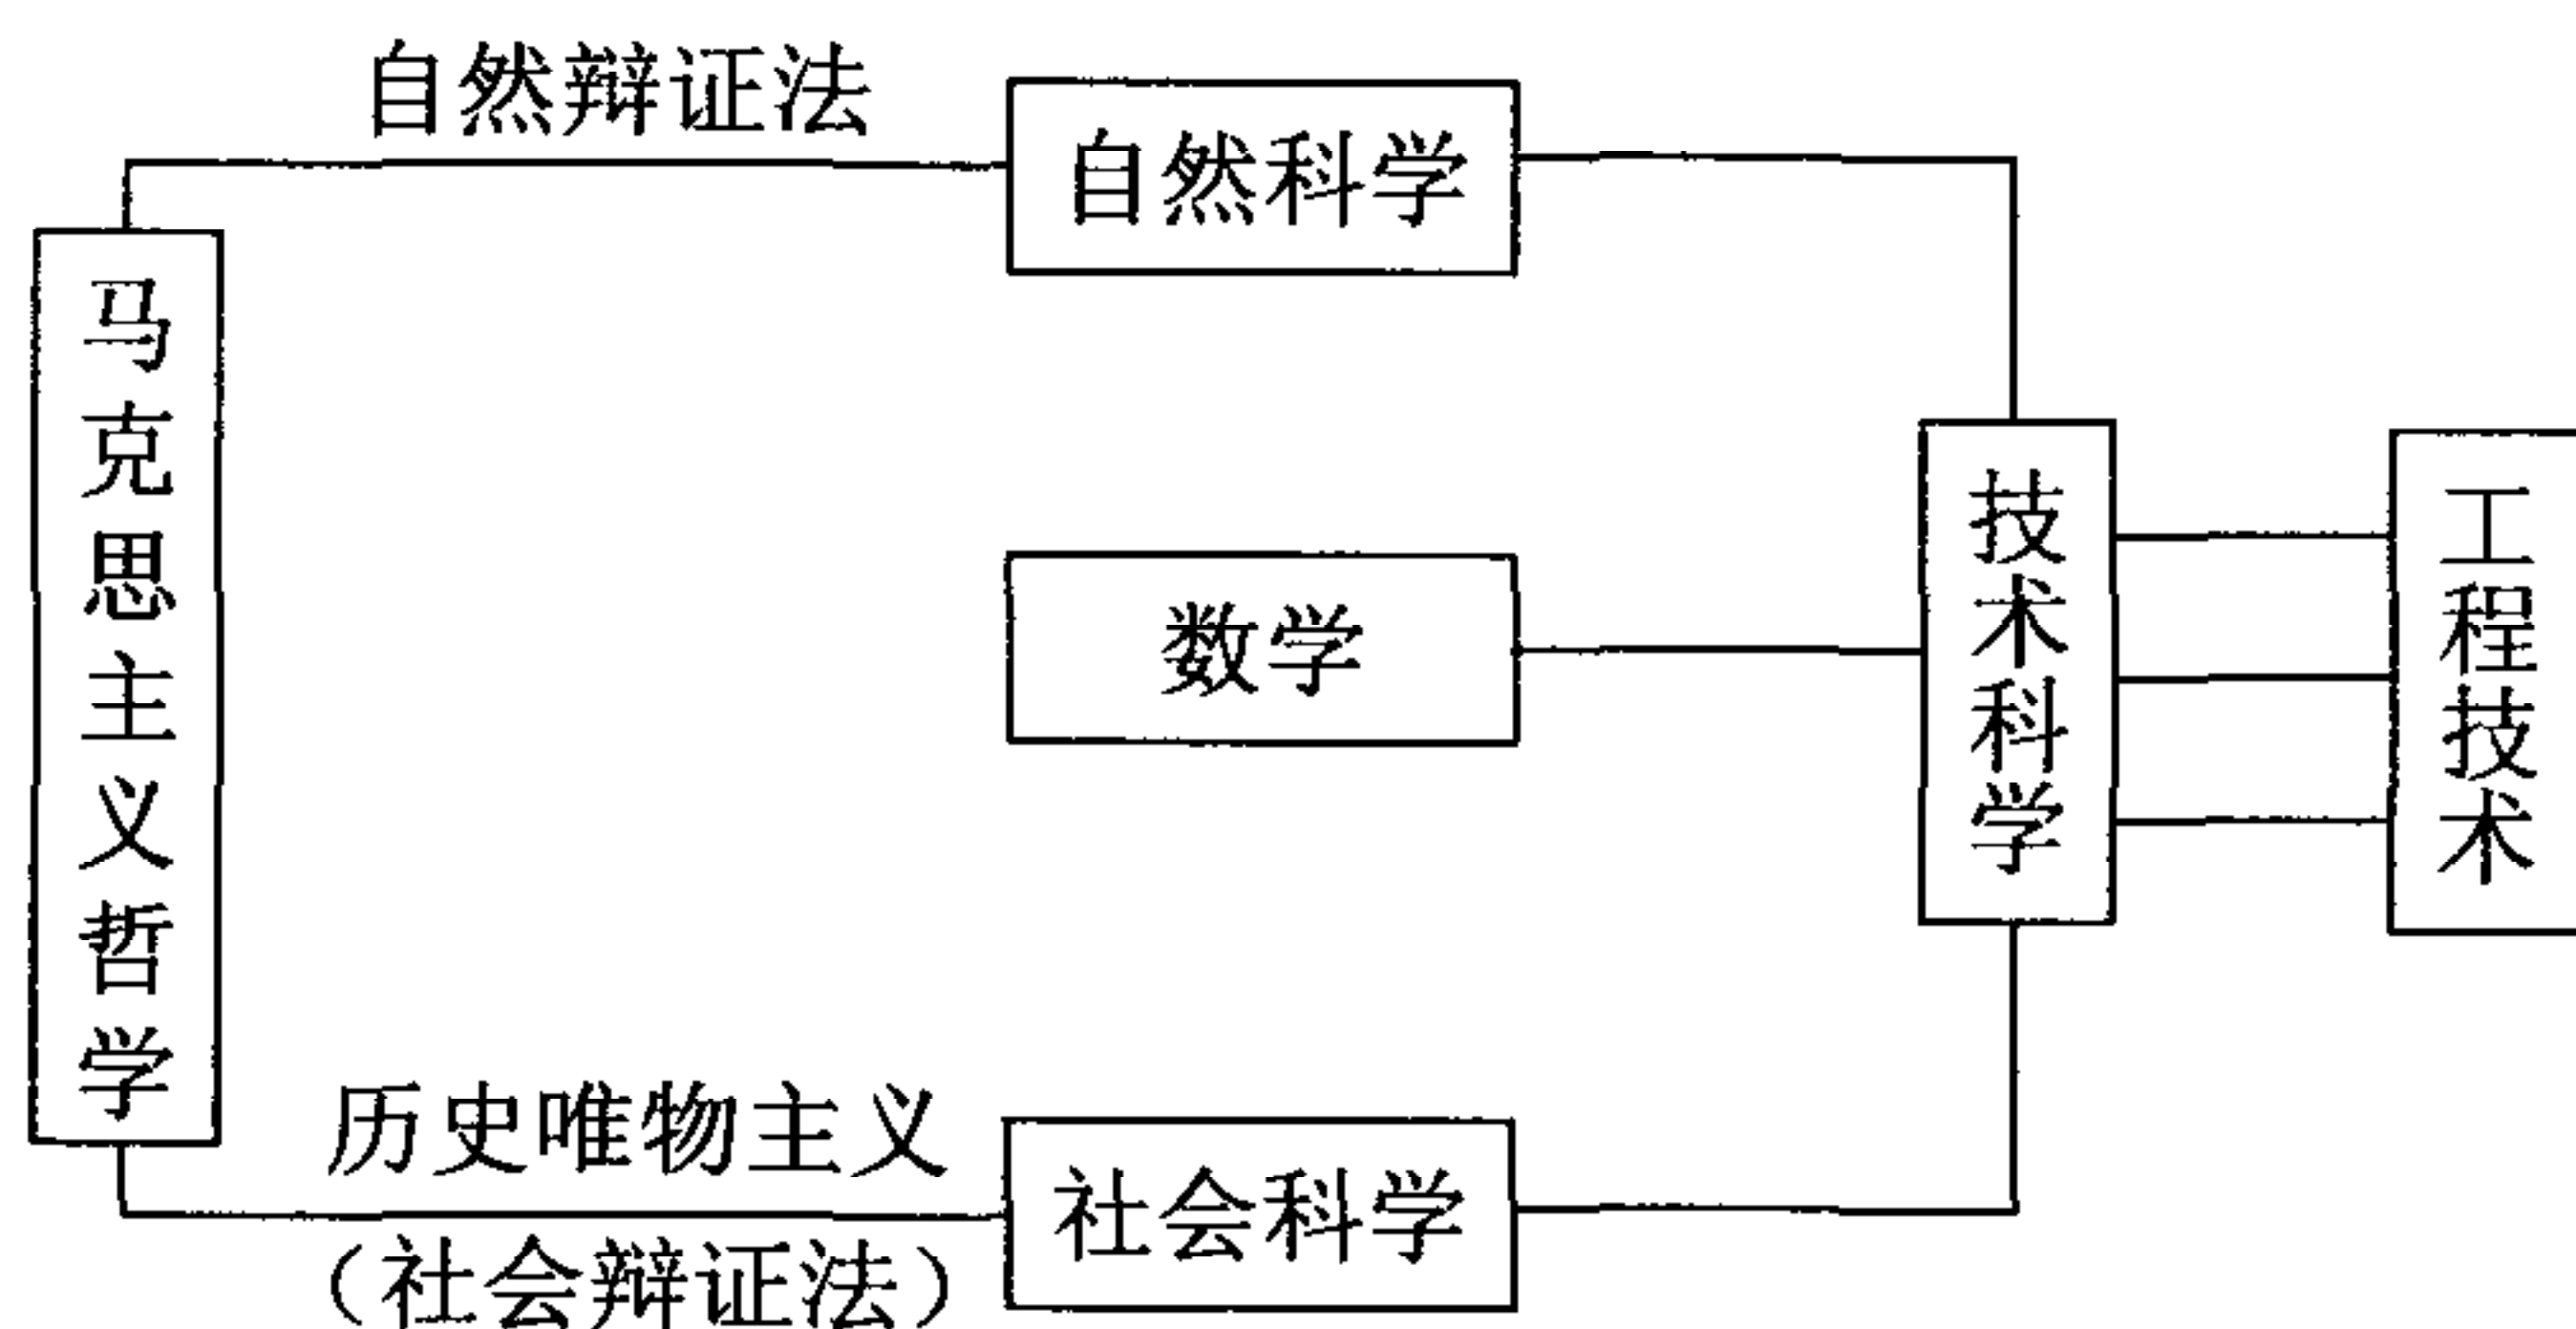 自然辩证法
自然科学
马克思主义哲学
数学
技术科学
工程技术
历史唯物主义
（社会辩证法）
社会科学